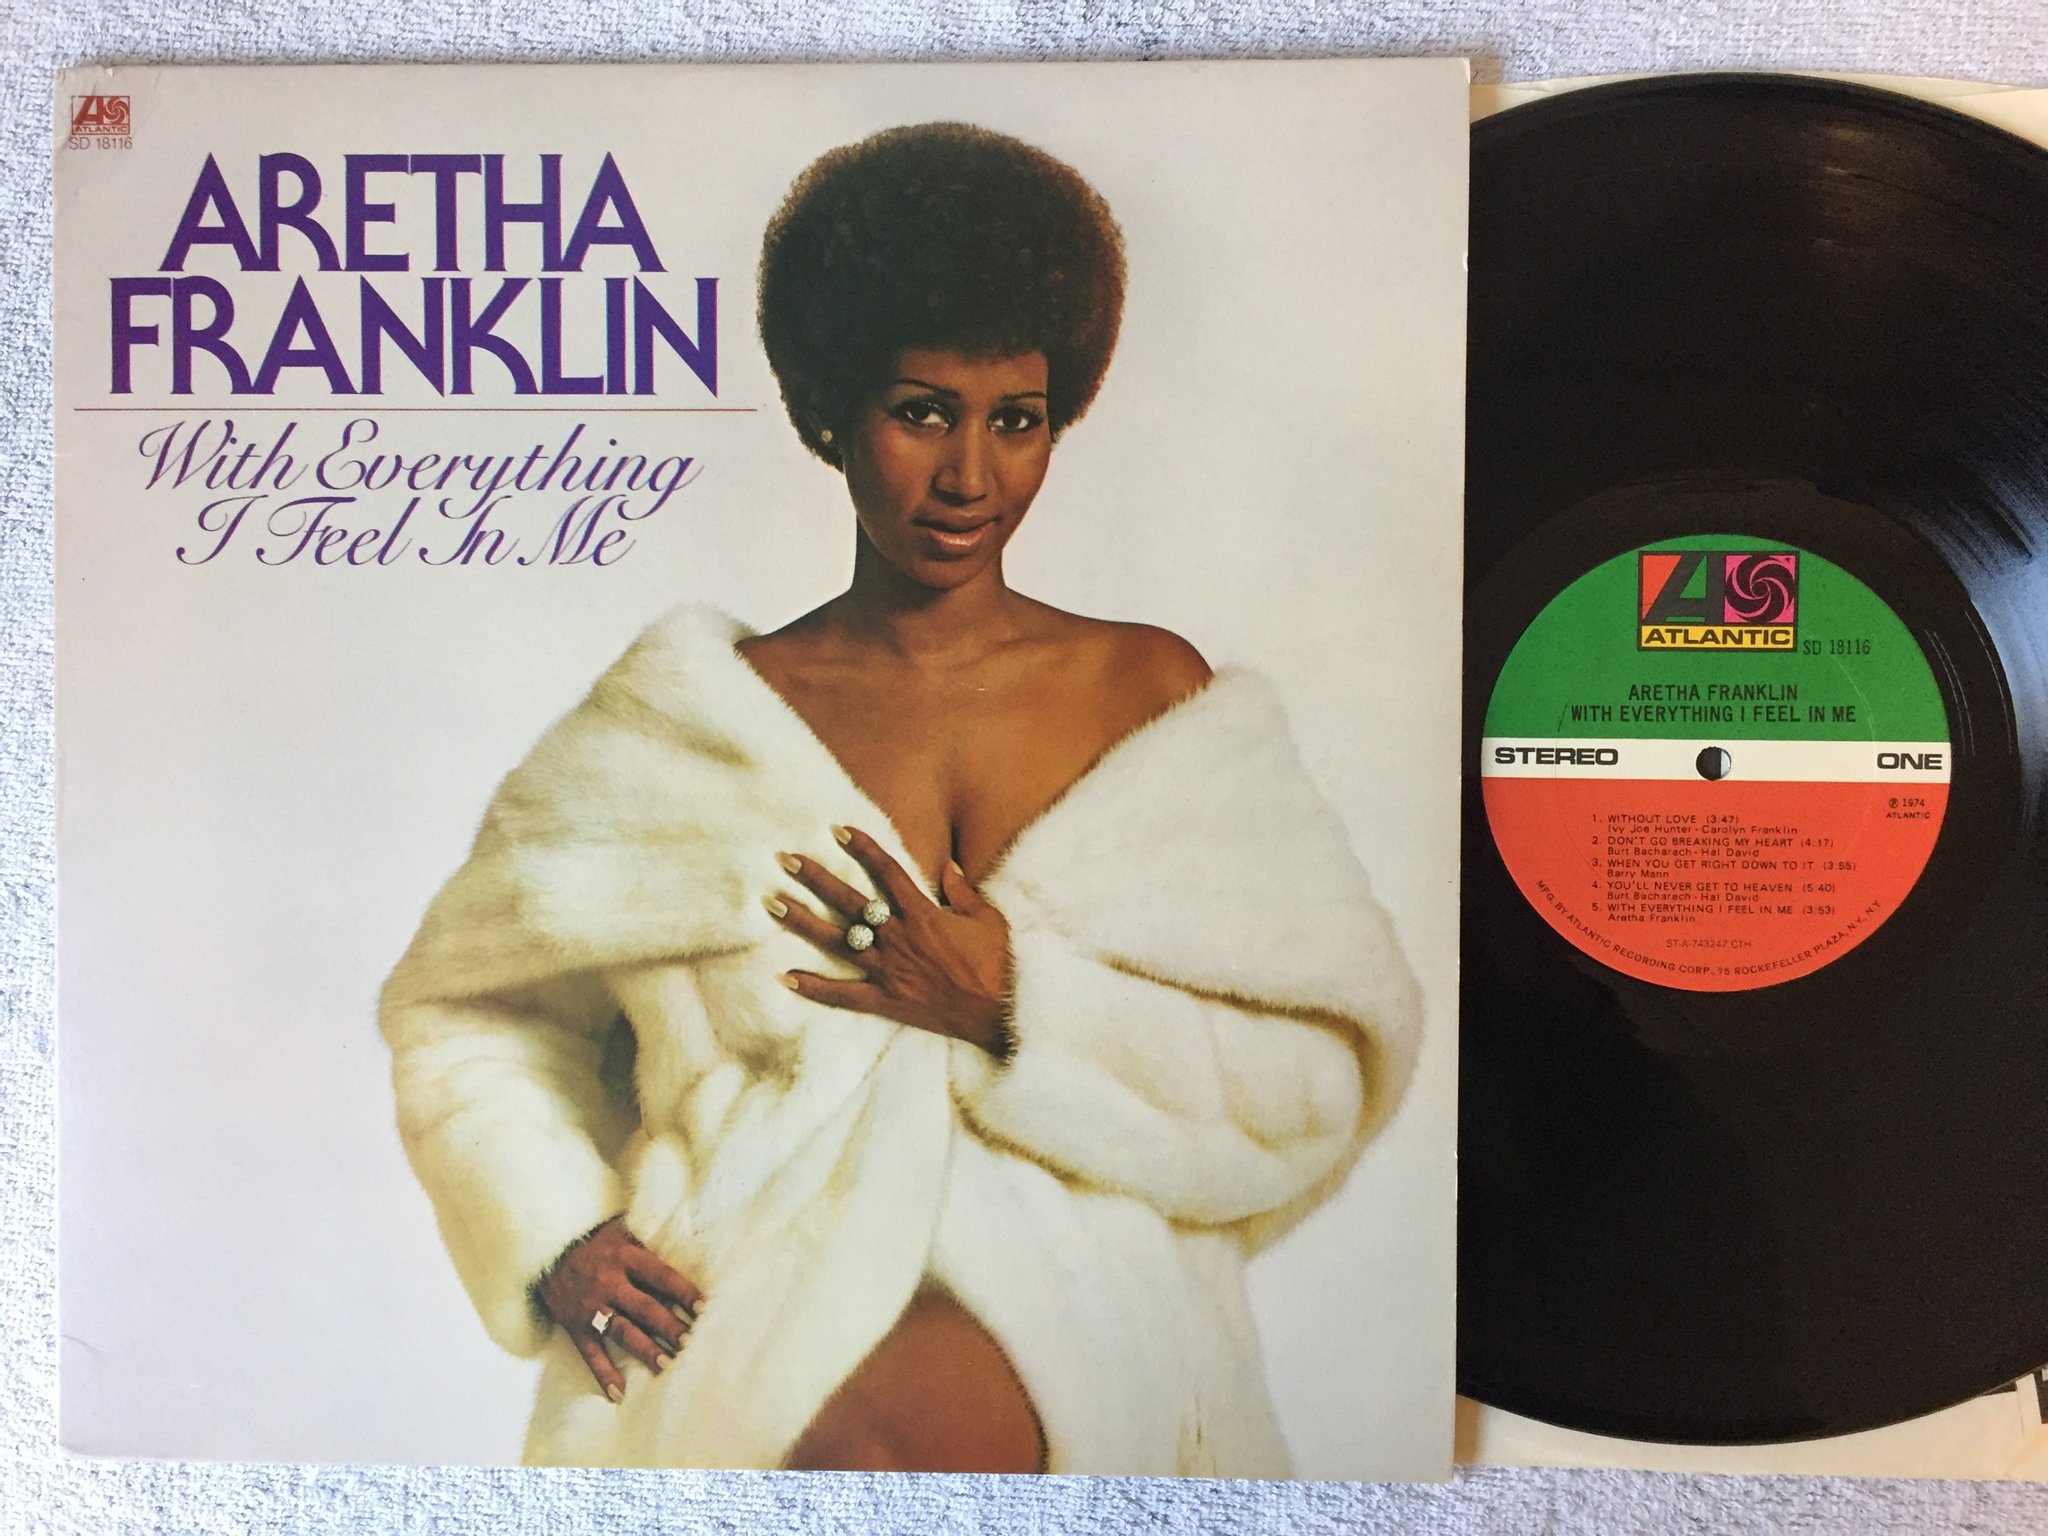 ATLANTIC
SD 18116
ARETHA
FRANKLIN
With Everything
I Feel In Me
ATLANTIC
SD 18116
ARETHA FRANKLIN
WITH EVERYTHING I FEEL IN ME
STEREO
ONE
℗ 1974
ATLANTIC
1. WITHOUT LOVE (3:47)
Ivy Joe Hunter - Carolyn Franklin
2. DON'T GO BREAKING MY HEART (4:17)
Burt Bacharach - Hal David
3. WHEN YOU GET RIGHT DOWN TO IT (3:55)
Barry Mann
4. YOU'LL NEVER GET TO HEAVEN (5:40)
Burt Bacharach - Hal David
5. WITH EVERYTHING I FEEL IN ME (3:53)
Aretha Franklin
ST-A-743247 CTH
MFG. BY ATLANTIC RECORDING CORP., 75 ROCKEFELLER PLAZA, N.Y., N.Y.